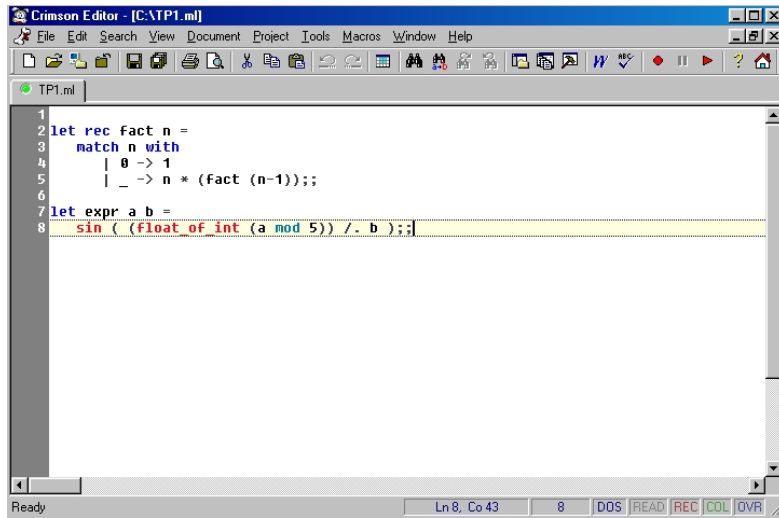 Crimson Editor - [C:\TP1.ml]
File Edit Search View Document Project Tools Macros Window Help
W ABC ?
TP1.ml
1
2 let rec fact n =
3 match n with
4 | 0 -> 1
5 | _ -> n * (fact (n-1));;
6
7 let expr a b =
8 sin ( (float_of_int (a mod 5)) /. b );;
Ready Ln 8, Co 43 8 DOS READ REC COL OVR